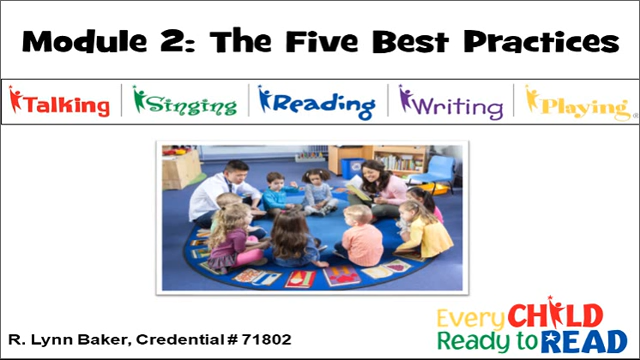 Module 2: The Five Best Practices
Talking Singing Reading Writing Playing®
R. Lynn Baker, Credential # 71802
Every CHILD
Ready to READ